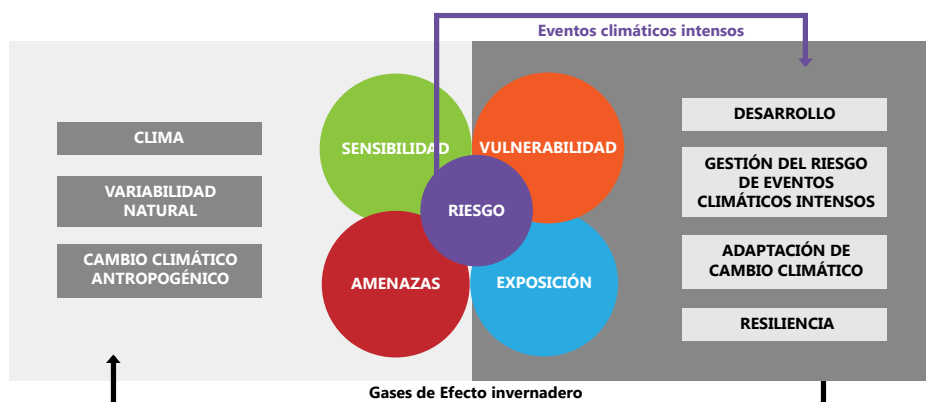 Eventos climáticos intensos
CLIMA
VARIABILIDAD
NATURAL
CAMBIO CLIMÁTICO
ANTROPOGÉNICO
SENSIBILIDAD
VULNERABILIDAD
RIESGO
AMENAZAS
EXPOSICIÓN
DESARROLLO
GESTIÓN DEL RIESGO
DE EVENTOS
CLIMÁTICOS INTENSOS
ADAPTACIÓN DE
CAMBIO CLIMÁTICO
RESILIENCIA
Gases de Efecto invernadero